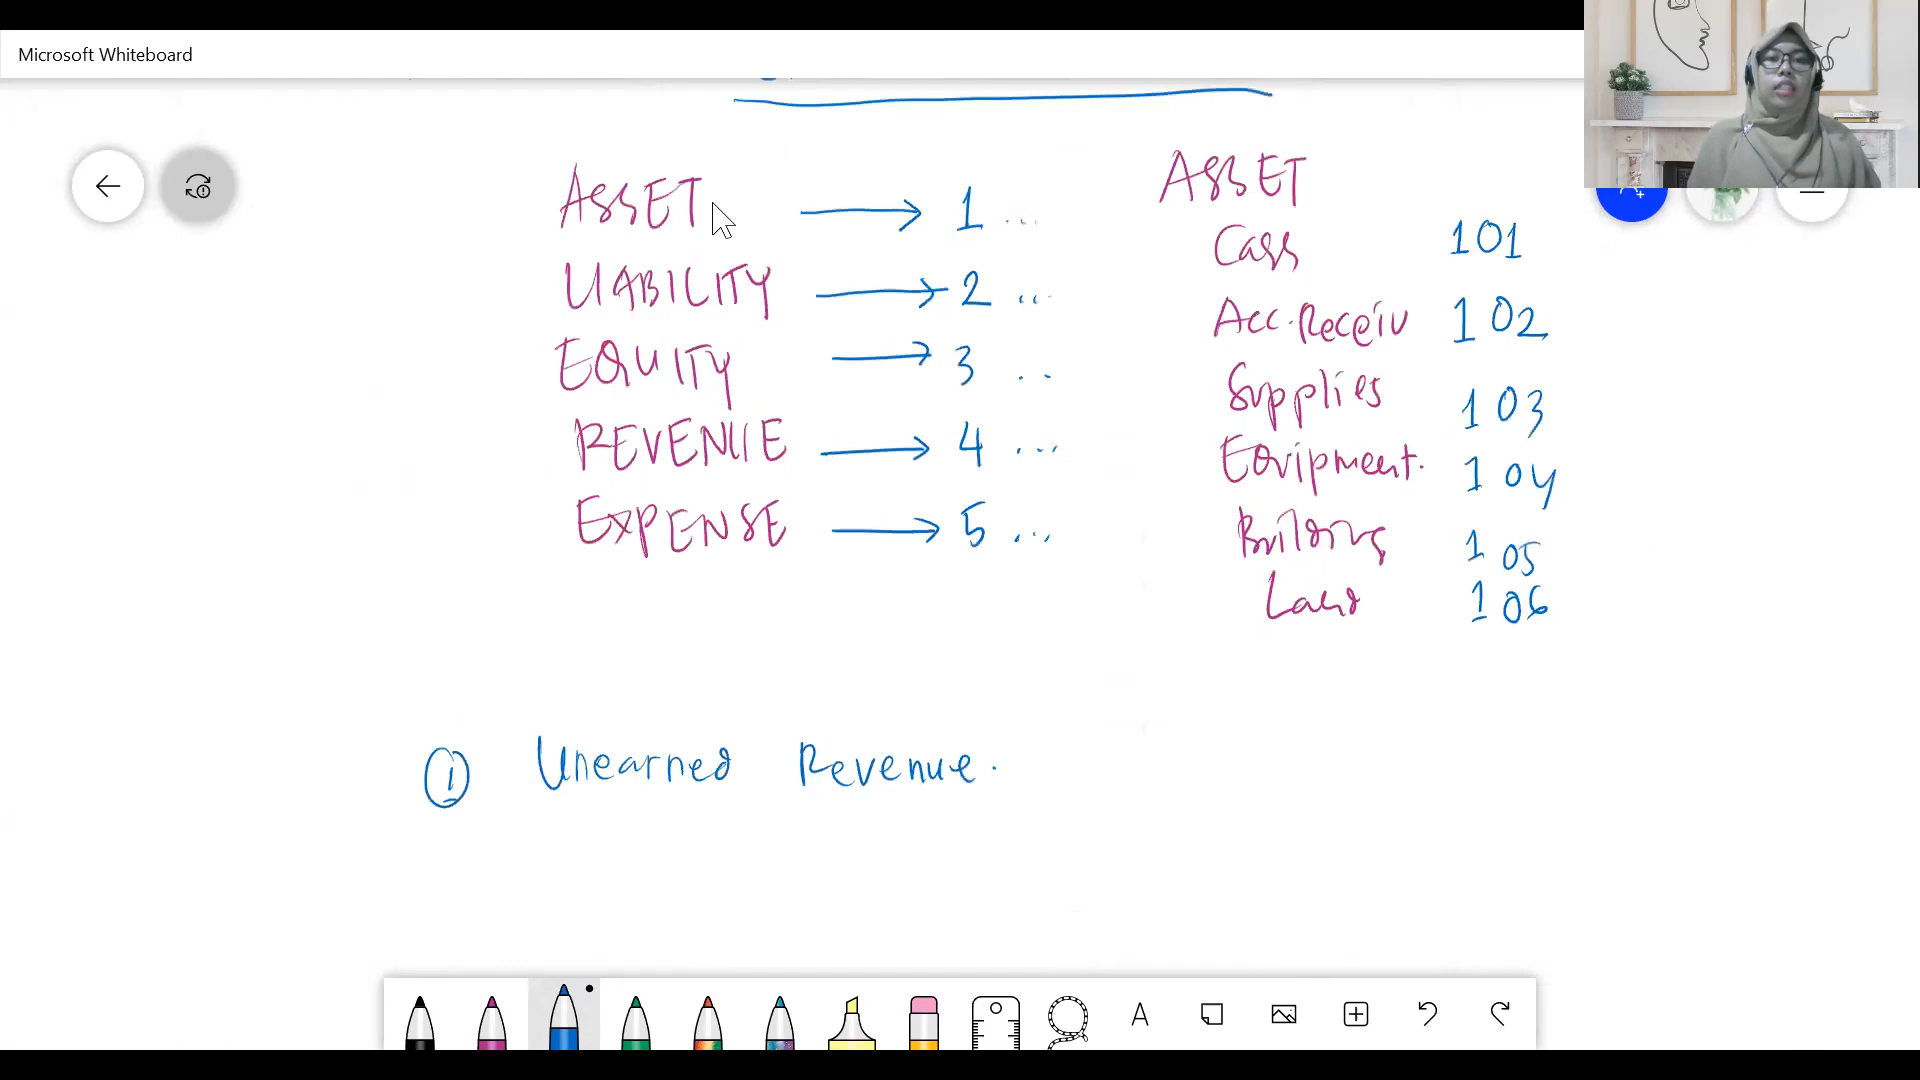 Microsoft Whiteboard
ASSET → 1 ...
LIABILITY → 2 ...
EQUITY → 3 ..
REVENUE → 4 ...
EXPENSE → 5 ...
ASSET
Cash 101
Acc. Receiv 102
Supplies 103
Equipment. 104
Building 105
Land 106
① Unearned Revenue.
A